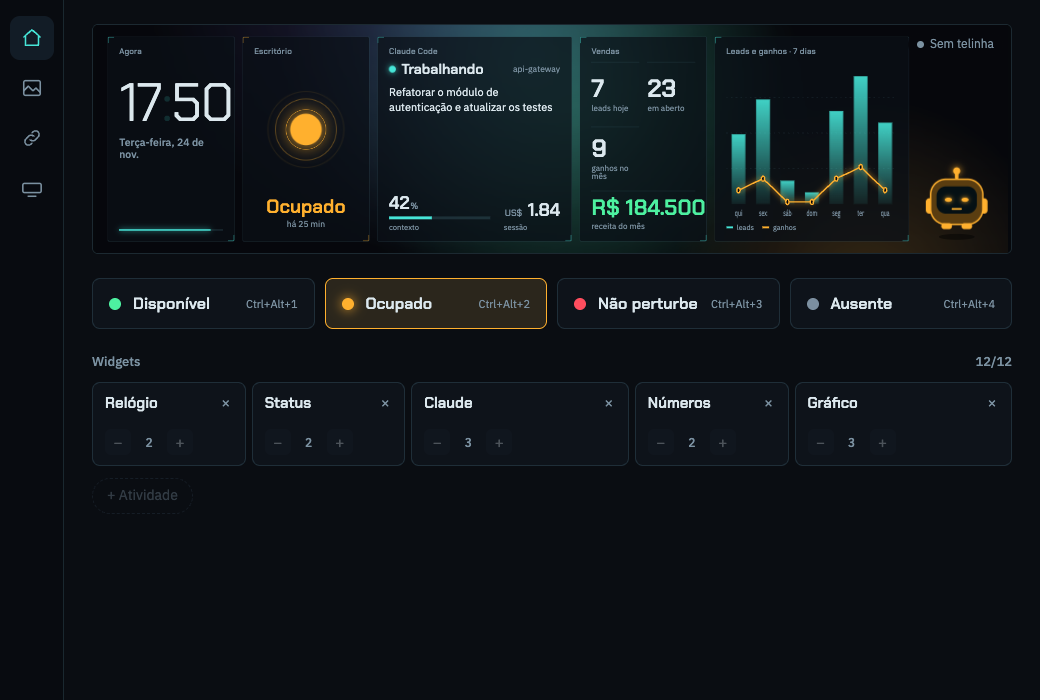 Agora
17:50
Terça-feira, 24 de
nov.
Escritório
Ocupado
há 25 min
Claude Code
Trabalhando
api-gateway
Refatorar o módulo de
autenticação e atualizar os testes
42%
contexto
US$ 1.84
sessão
Vendas
7
leads hoje
23
em aberto
9
ganhos no
mês
R$ 184.500
receita do mês
Leads e ganhos · 7 dias
qui sex sáb dom seg ter qua
leads ganhos
Sem telinha
Disponível Ctrl+Alt+1
Ocupado Ctrl+Alt+2
Não perturbe Ctrl+Alt+3
Ausente Ctrl+Alt+4
Widgets 12/12
Relógio ×
− 2 +
Status ×
− 2 +
Claude ×
− 3 +
Números ×
− 2 +
Gráfico ×
− 3 +
+ Atividade